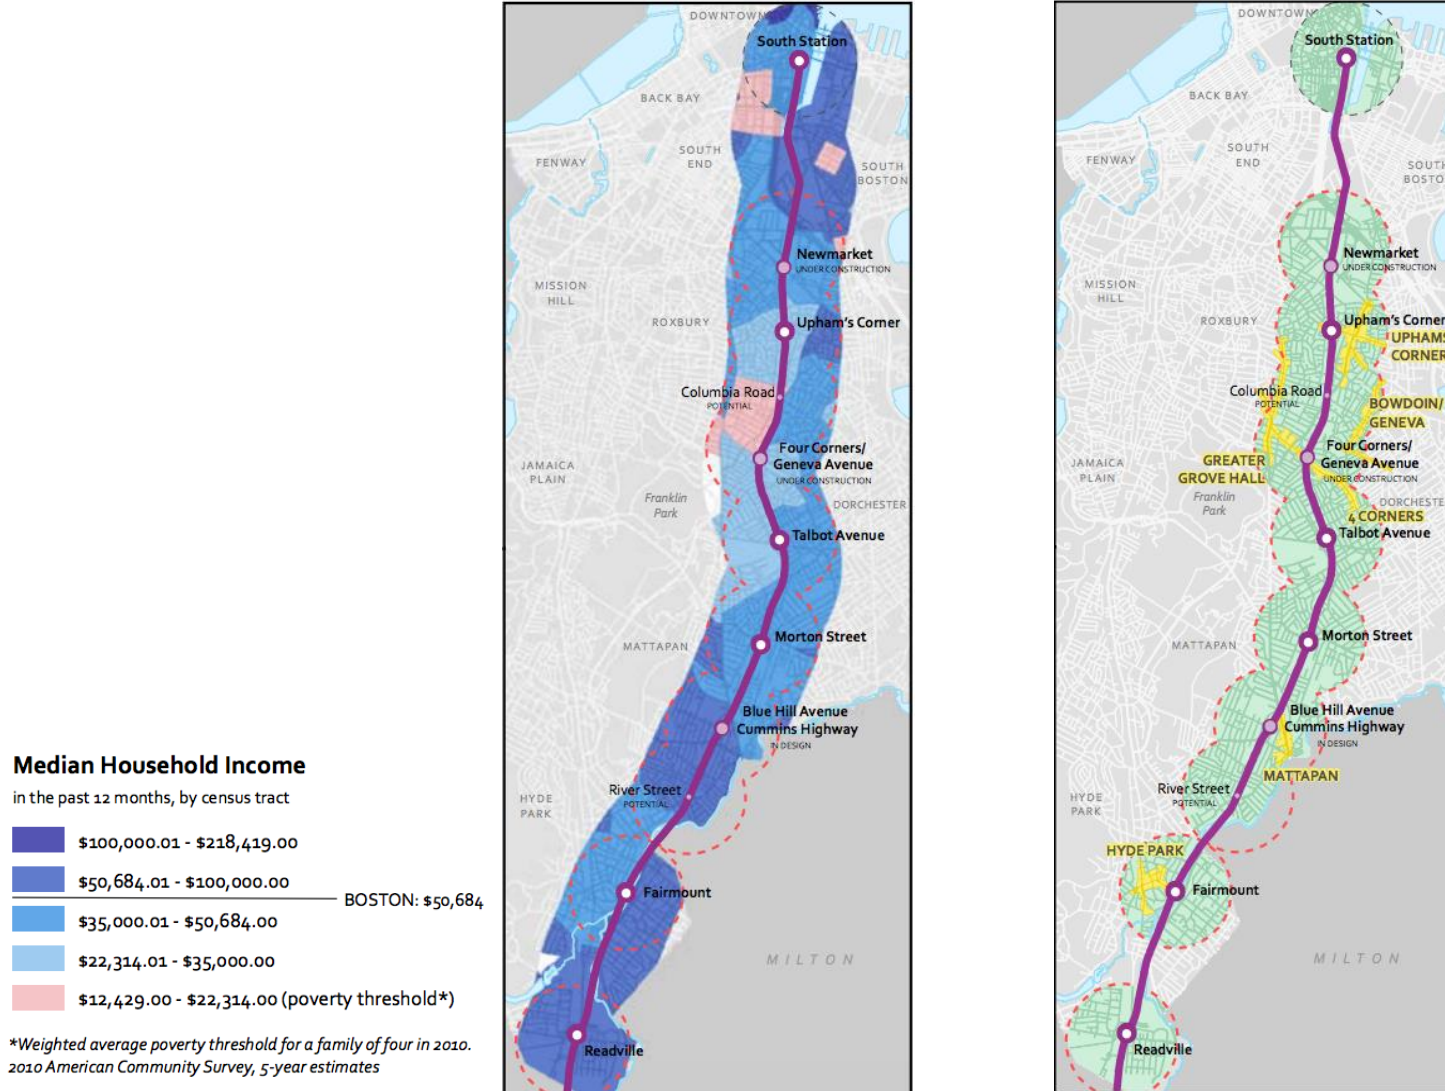 Median Household Income
in the past 12 months, by census tract
$100,000.01 - $218,419.00
$50,684.01 - $100,000.00
BOSTON: $50,684
$35,000.01 - $50,684.00
$22,314.01 - $35,000.00
$12,429.00 - $22,314.00 (poverty threshold*)
*Weighted average poverty threshold for a family of four in 2010.
2010 American Community Survey, 5-year estimates
DOWNTOWN
South Station
BACK BAY
FENWAY
SOUTH
END
SOUTH
BOSTON
Newmarket
UNDER CONSTRUCTION
MISSION
HILL
ROXBURY
Upham's Corner
Columbia Road
POTENTIAL
Four Corners/
Geneva Avenue
UNDER CONSTRUCTION
JAMAICA
PLAIN
Franklin
Park
DORCHESTER
Talbot Avenue
MATTAPAN
Morton Street
Blue Hill Avenue
Cummins Highway
IN DESIGN
River Street
POTENTIAL
HYDE
PARK
Fairmount
MILTON
Readville
DOWNTOWN
South Station
BACK BAY
FENWAY
SOUTH
END
SOUTH
BOSTO
Newmarket
UNDER CONSTRUCTION
MISSION
HILL
ROXBURY
Upham's Corner
UPHAMS
CORNER
Columbia Road
POTENTIAL
BOWDOIN/
GENEVA
Four Corners/
Geneva Avenue
UNDER CONSTRUCTION
GREATER
GROVE HALL
JAMAICA
PLAIN
Franklin
Park
DORCHESTE
4 CORNERS
Talbot Avenue
MATTAPAN
Morton Street
Blue Hill Avenue
Cummins Highway
IN DESIGN
MATTAPAN
River Street
POTENTIAL
HYDE
PARK
HYDE PARK
Fairmount
MILTON
Readville